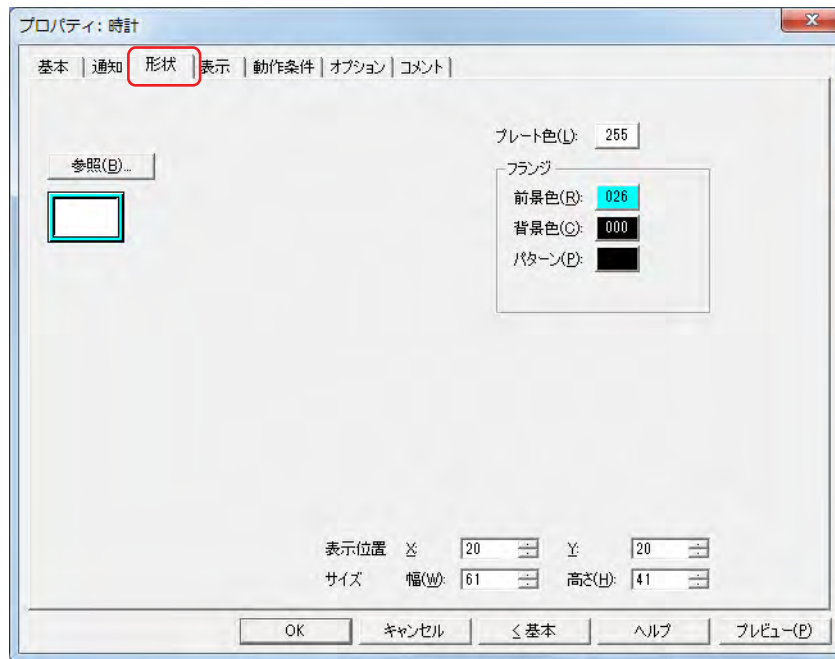 プロパティ: 時計
x
基本 通知 形状 表示 動作条件 オプション コメント
プレート色(L): 255
参照(B)...
フランジ
前景色(R): 026
背景色(C): 000
パターン(P):
表示位置 X: 20 Y: 20
サイズ 幅(W): 61 高さ(H): 41
OK キャンセル < 基本 ヘルプ プレビュー(P)